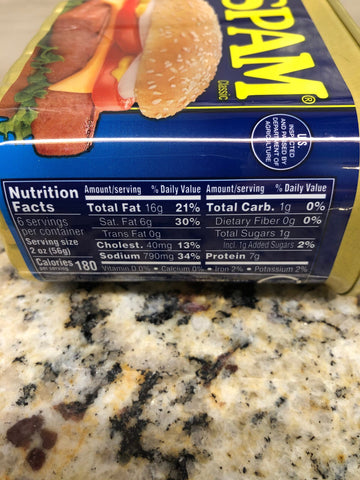 SPAM®
Classic
U.S.
INSPECTED
AND PASSED BY
DEPARTMENT OF
AGRICULTURE
Nutrition
Facts
6 servings
per container
Serving size
2 oz (56g)
Calories 180
per serving
Amount/serving % Daily Value
Total Fat 16g 21%
Sat. Fat 6g 30%
Trans Fat 0g
Cholest. 40mg 13%
Sodium 790mg 34%
Amount/serving % Daily Value
Total Carb. 1g 0%
Dietary Fiber 0g 0%
Total Sugars 1g
Incl. 1g Added Sugars 2%
Protein 7g
Vitamin D 0% • Calcium 0% • Iron 2% • Potassium 2%